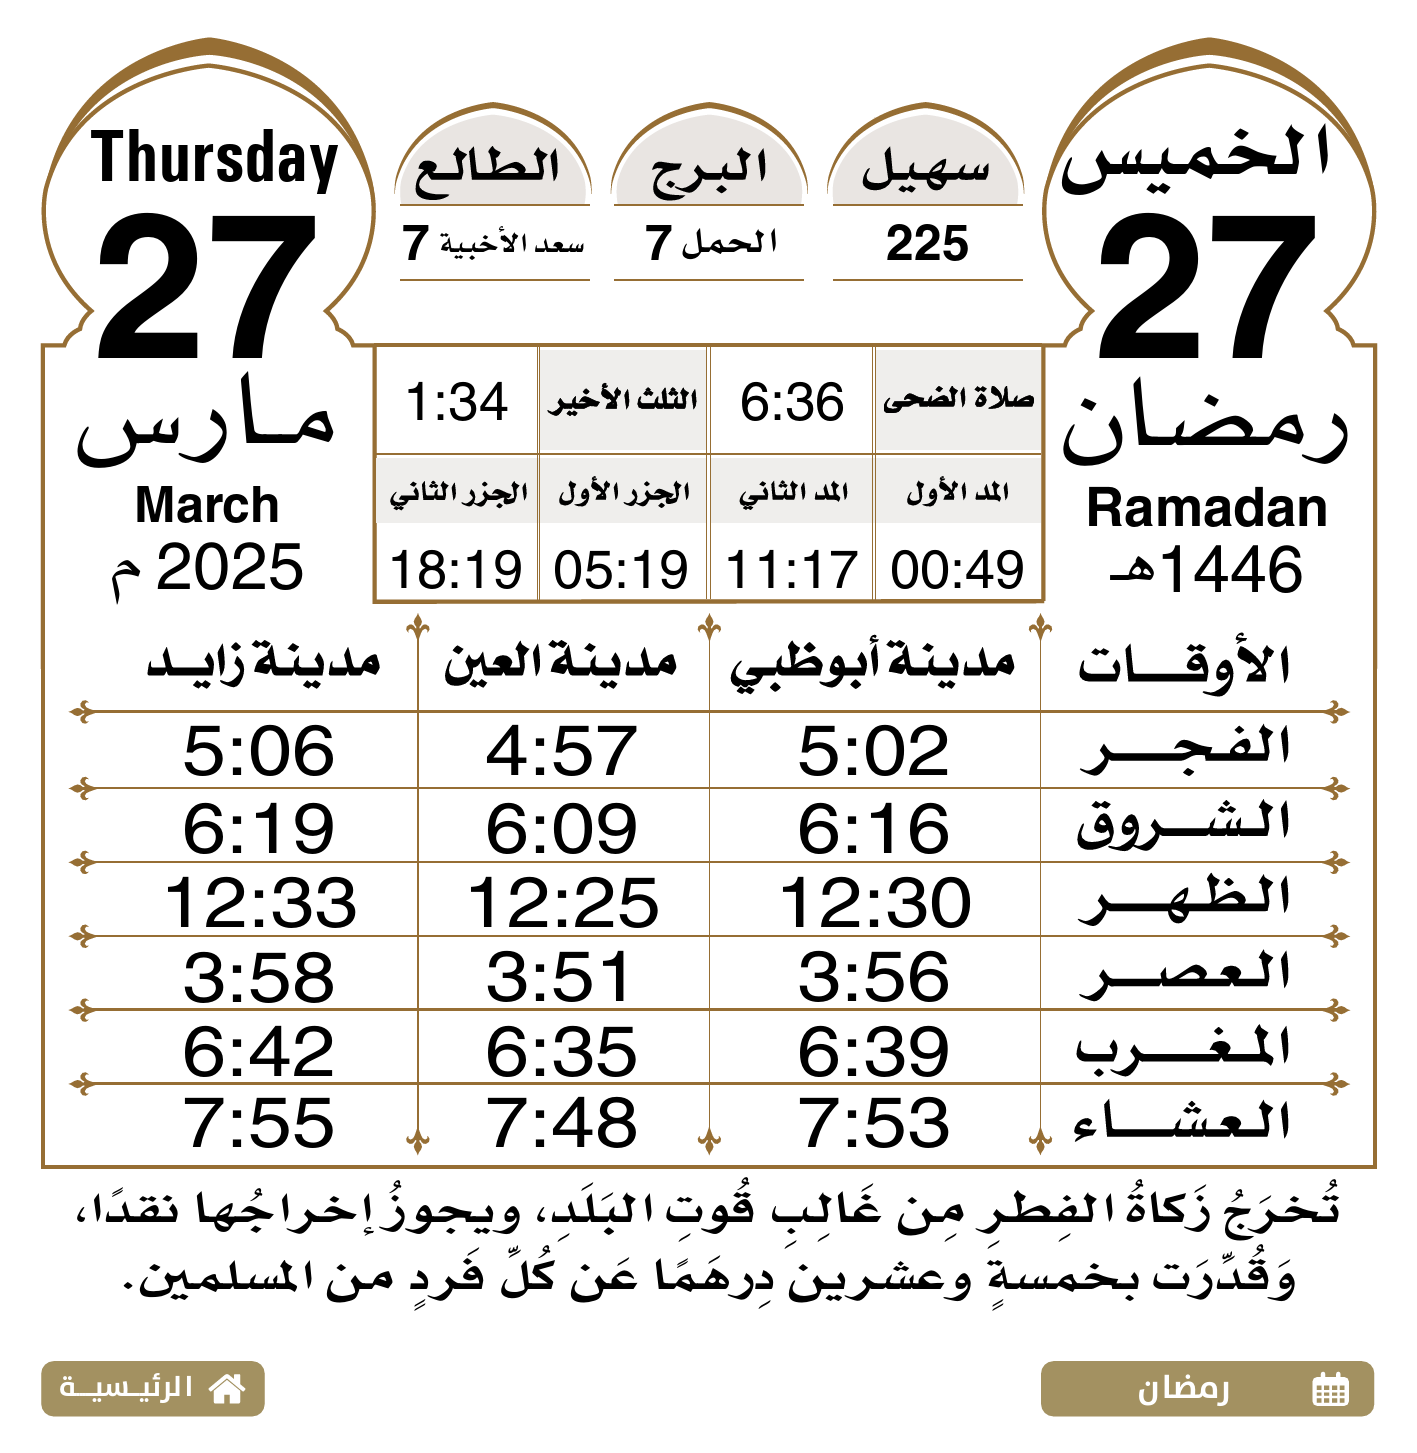 الخميس
27
رمضان
Ramadan
1446هـ
سهيل
225
البرج
الحمل 7
الطالع
سعد الأخبية 7
Thursday
27
مارس
March
2025 م
صلاة الضحى 6:36 الثلث الأخير 1:34
المد الأول المد الثاني الجزر الأول الجزر الثاني
00:49 11:17 05:19 18:19
الأوقات مدينة أبوظبي مدينة العين مدينة زايد
الفجر 5:02 4:57 5:06
الشروق 6:16 6:09 6:19
الظهر 12:30 12:25 12:33
العصر 3:56 3:51 3:58
المغرب 6:39 6:35 6:42
العشاء 7:53 7:48 7:55
تُخرَجُ زَكاةُ الفِطرِ مِن غَالِبِ قُوتِ البَلَدِ، ويجوزُ إخراجُها نقدًا،
وَقُدِّرَت بخمسةٍ وعشرين دِرهَمًا عَن كُلِّ فَردٍ من المسلمين.
رمضان
الرئيسية